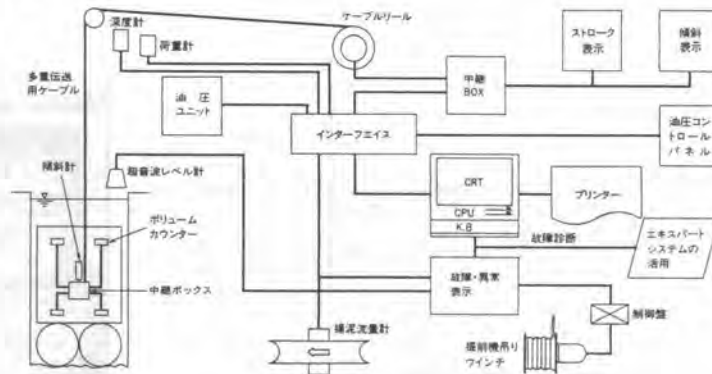 深度計
荷重計
ケーブルリール
ストローク
表示
傾斜
表示
多重伝送
用ケーブル
油圧
ユニット
中継
BOX
インターフェイス
油圧コン
トロール
パネル
傾斜計
超音波レベル計
CRT
CPU
K.B
プリンター
ボリューム
カウンター
故障診断
エキスパート
システムの
活用
中継ボックス
故障・異常
表示
制御盤
揚泥流量計
掘削機吊り
ウインチ